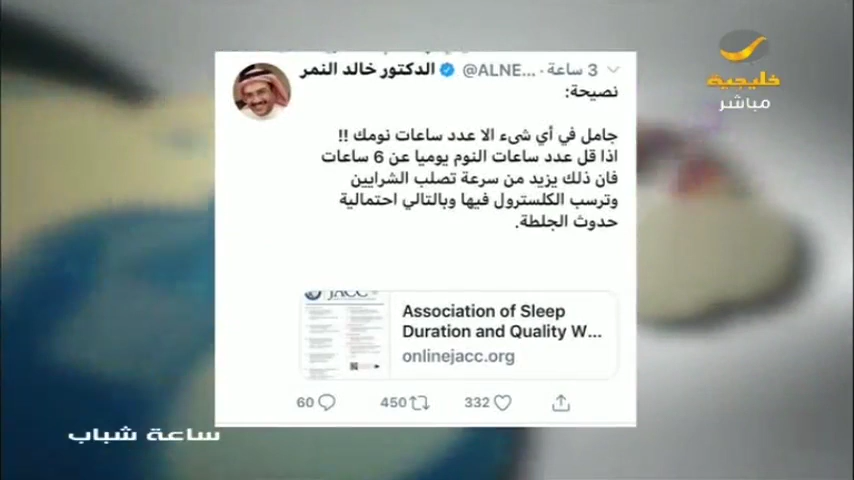 الدكتور خالد النمر @ALNE... · 3 ساعة
نصيحة:
جامل في أي شيء الا عدد ساعات نومك !!
اذا قل عدد ساعات النوم يوميا عن 6 ساعات
فان ذلك يزيد من سرعة تصلب الشرايين
وترسب الكلسترول فيها وبالتالي احتمالية
حدوث الجلطة.
JACC
Association of Sleep
Duration and Quality W...
onlinejacc.org
60 450 332
خليجية
مباشر
ساعة شباب